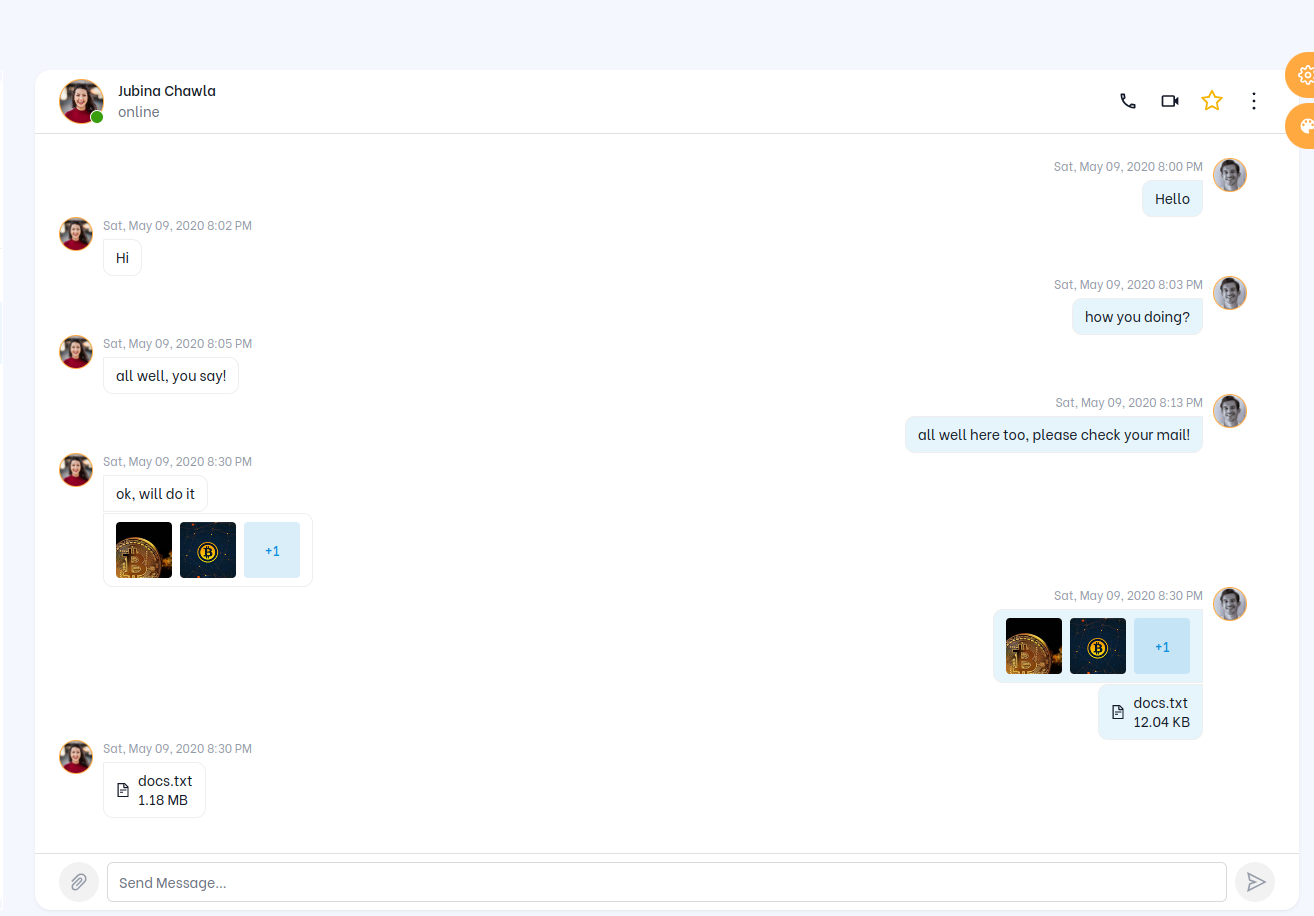 Jubina Chawla
online
Sat, May 09, 2020 8:00 PM
Hello
Sat, May 09, 2020 8:02 PM
Hi
Sat, May 09, 2020 8:03 PM
how you doing?
Sat, May 09, 2020 8:05 PM
all well, you say!
Sat, May 09, 2020 8:13 PM
all well here too, please check your mail!
Sat, May 09, 2020 8:30 PM
ok, will do it
+1
Sat, May 09, 2020 8:30 PM
+1
docs.txt
12.04 KB
Sat, May 09, 2020 8:30 PM
docs.txt
1.18 MB
Send Message...